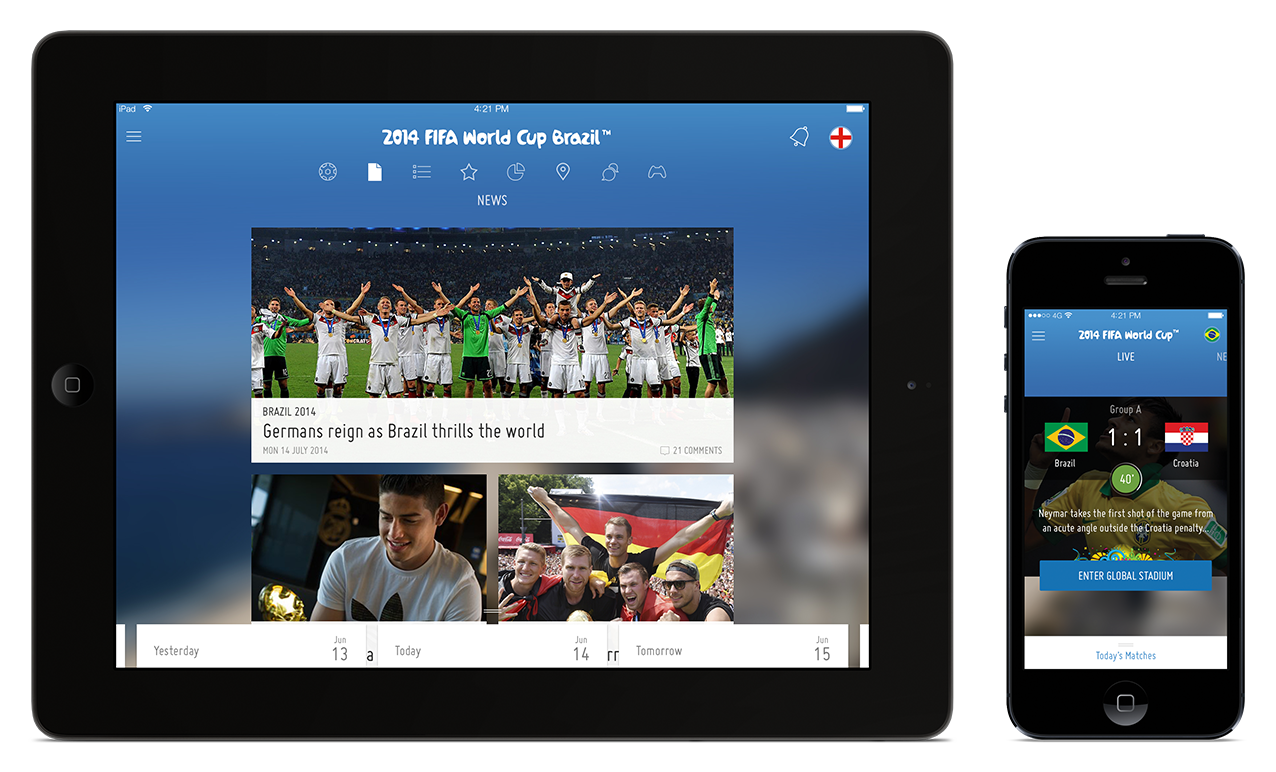 iPad
4:21 PM
2014 FIFA World Cup Brazil™
NEWS
BRAZIL 2014
Germans reign as Brazil thrills the world
MON 14 JULY 2014
21 COMMENTS
Yesterday
Jun
13
a
Today
Jun
14
rr
Tomorrow
Jun
15
4G
4:21 PM
2014 FIFA World Cup™
LIVE
NE
Group A
1 : 1
Brazil
Croatia
40'
Neymar takes the first shot of the game from
an acute angle outside the Croatia penalty...
ENTER GLOBAL STADIUM
Today's Matches